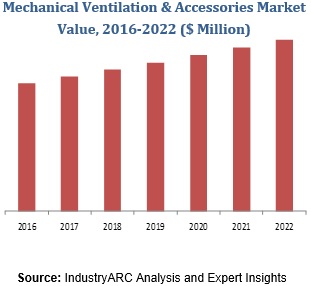 Mechanical Ventilation & Accessories Market
Value, 2016-2022 ($ Million)
2016 2017 2018 2019 2020 2021 2022
Source: IndustryARC Analysis and Expert Insights